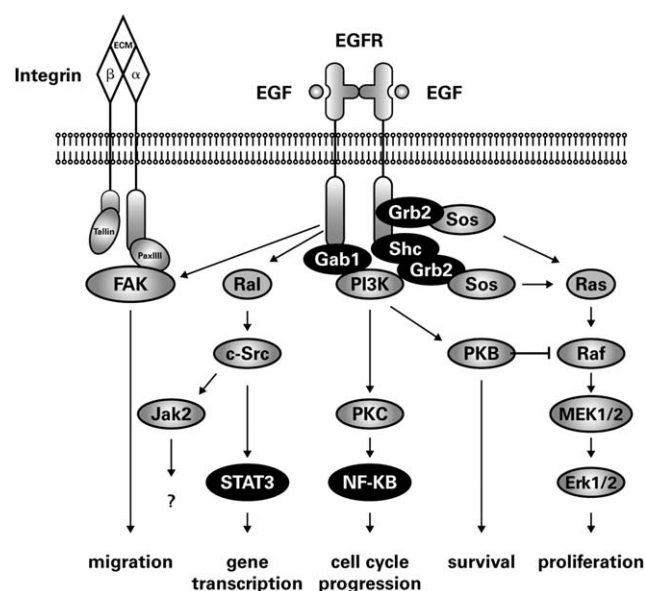 EGFR
ECM
Integrin
β α
EGF EGF
Grb2 Sos
Tallin
Shc
PaxIIII
Gab1 Grb2
FAK Ral PI3K Sos Ras
c-Src PKB Raf
Jak2 PKC MEK1/2
? STAT3 NF-KB Erk1/2
migration gene cell cycle survival proliferation
transcription progression